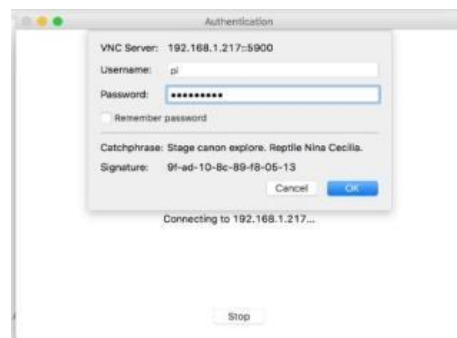 Authentication
VNC Server: 192.168.1.217::5900
Username: pi
Password: •••••••••
Remember password
Catchphrase: Stage canon explore. Reptile Nina Cecilia.
Signature: 9f-ad-10-8c-89-f8-05-13
Cancel OK
Connecting to 192.168.1.217...
Stop